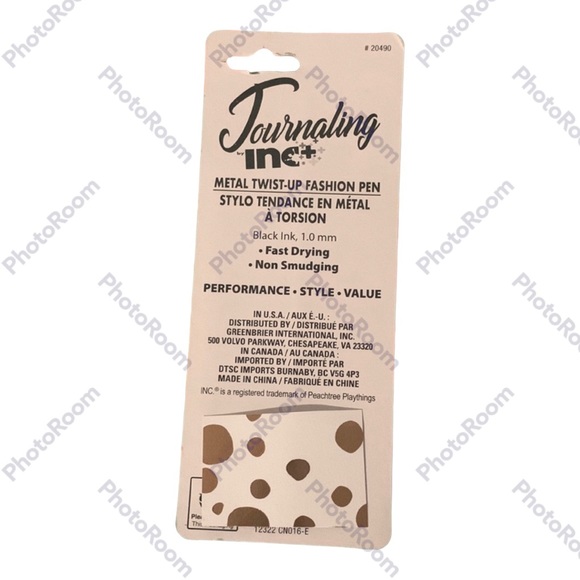 # 20490
Journaling
by INC+
METAL TWIST-UP FASHION PEN
STYLO TENDANCE EN MÉTAL
À TORSION
Black Ink, 1.0 mm
• Fast Drying
• Non Smudging
PERFORMANCE • STYLE • VALUE
IN U.S.A. / AUX É.-U. :
DISTRIBUTED BY / DISTRIBUÉ PAR
GREENBRIER INTERNATIONAL, INC.
500 VOLVO PARKWAY, CHESAPEAKE, VA 23320
IN CANADA / AU CANADA :
IMPORTED BY / IMPORTÉ PAR
DTSC IMPORTS BURNABY, BC V5G 4P3
MADE IN CHINA / FABRIQUÉ EN CHINE
INC.® is a registered trademark of Peachtree Playthings
12322 CN016-E
PhotoRoom